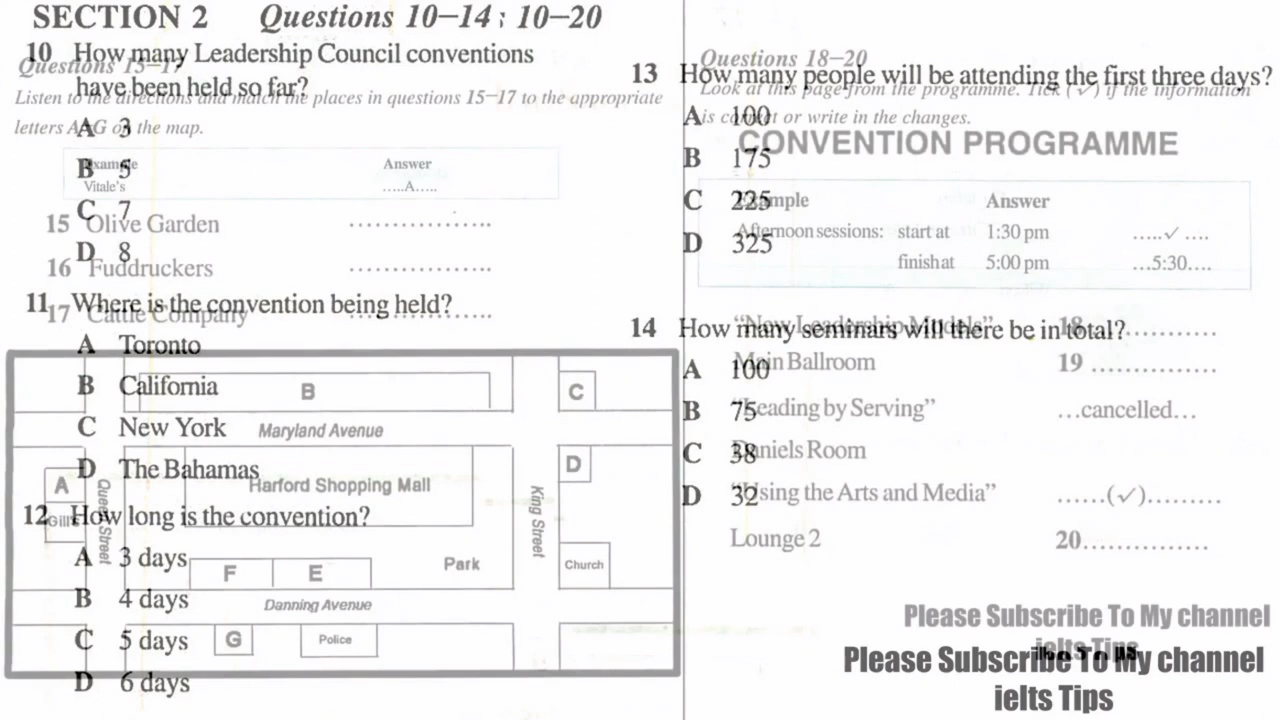 SECTION 2 Questions 10–14 : 10–20
10 How many Leadership Council conventions
have been held so far?
A 3
B 5
C 7
D 8
11 Where is the convention being held?
A Toronto
B California
C New York
D The Bahamas
12 How long is the convention?
A 3 days
B 4 days
C 5 days
D 6 days
Questions 15–17
Listen to the directions and match the places in questions 15–17 to the appropriate
letters A–G on the map.
Example Answer
Vitale's .....A.....
15 Olive Garden ..................
16 Fuddruckers ..................
17 Cattle Company ..................
B
C
Maryland Avenue
A
D
Harford Shopping Mall
Gill's
Queen Street
King Street
F
E
Park
Church
Danning Avenue
G
Police
13 How many people will be attending the first three days?
A 100
B 175
C 225
D 325
14 How many seminars will there be in total?
A 100
B 75
C 38
D 32
Questions 18–20
Look at this page from the programme. Tick (✓) if the information
is correct or write in the changes.
CONVENTION PROGRAMME
Example Answer
Afternoon sessions: start at 1:30 pm .....✓ ....
finish at 5:00 pm ...5:30....
“New Leadership Models” 18................
Main Ballroom 19 ................
“Leading by Serving” ...cancelled...
Daniels Room
“Using the Arts and Media” ......(✓).........
Lounge 2 20................
Please Subscribe To My channel
ielts Tips
Please Subscribe To My channel
ielts Tips